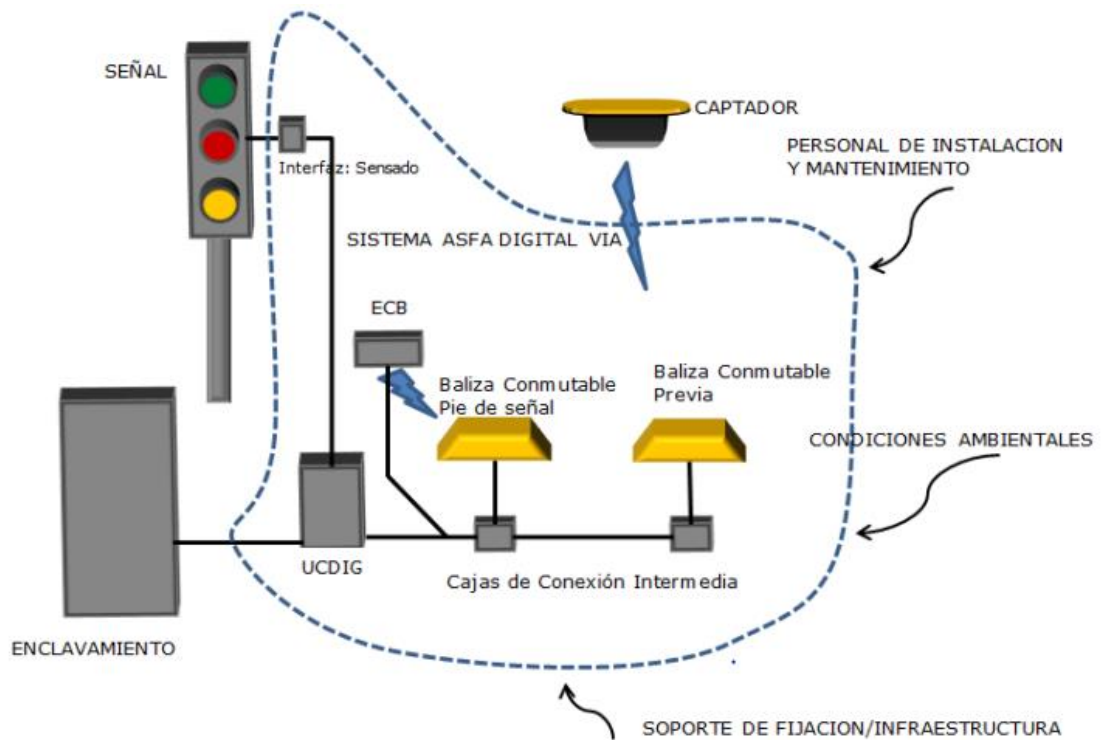 SEÑAL
CAPTADOR
PERSONAL DE INSTALACION
Y MANTENIMIENTO
Interfaz: Sensado
SISTEMA ASFA DIGITAL VIA
ECB
Baliza Conmutable
Pie de señal
Baliza Conmutable
Previa
CONDICIONES AMBIENTALES
UCDIG
Cajas de Conexión Intermedia
ENCLAVAMIENTO
SOPORTE DE FIJACION/INFRAESTRUCTURA